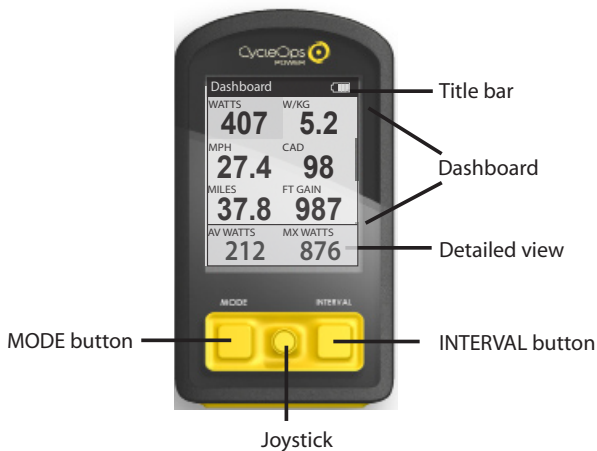 CycleOps
POWER
Dashboard
WATTS W/KG
407 5.2
MPH CAD
27.4 98
MILES FT GAIN
37.8 987
AV WATTS MX WATTS
212 876
MODE INTERVAL
Title bar
Dashboard
Detailed view
MODE button
INTERVAL button
Joystick